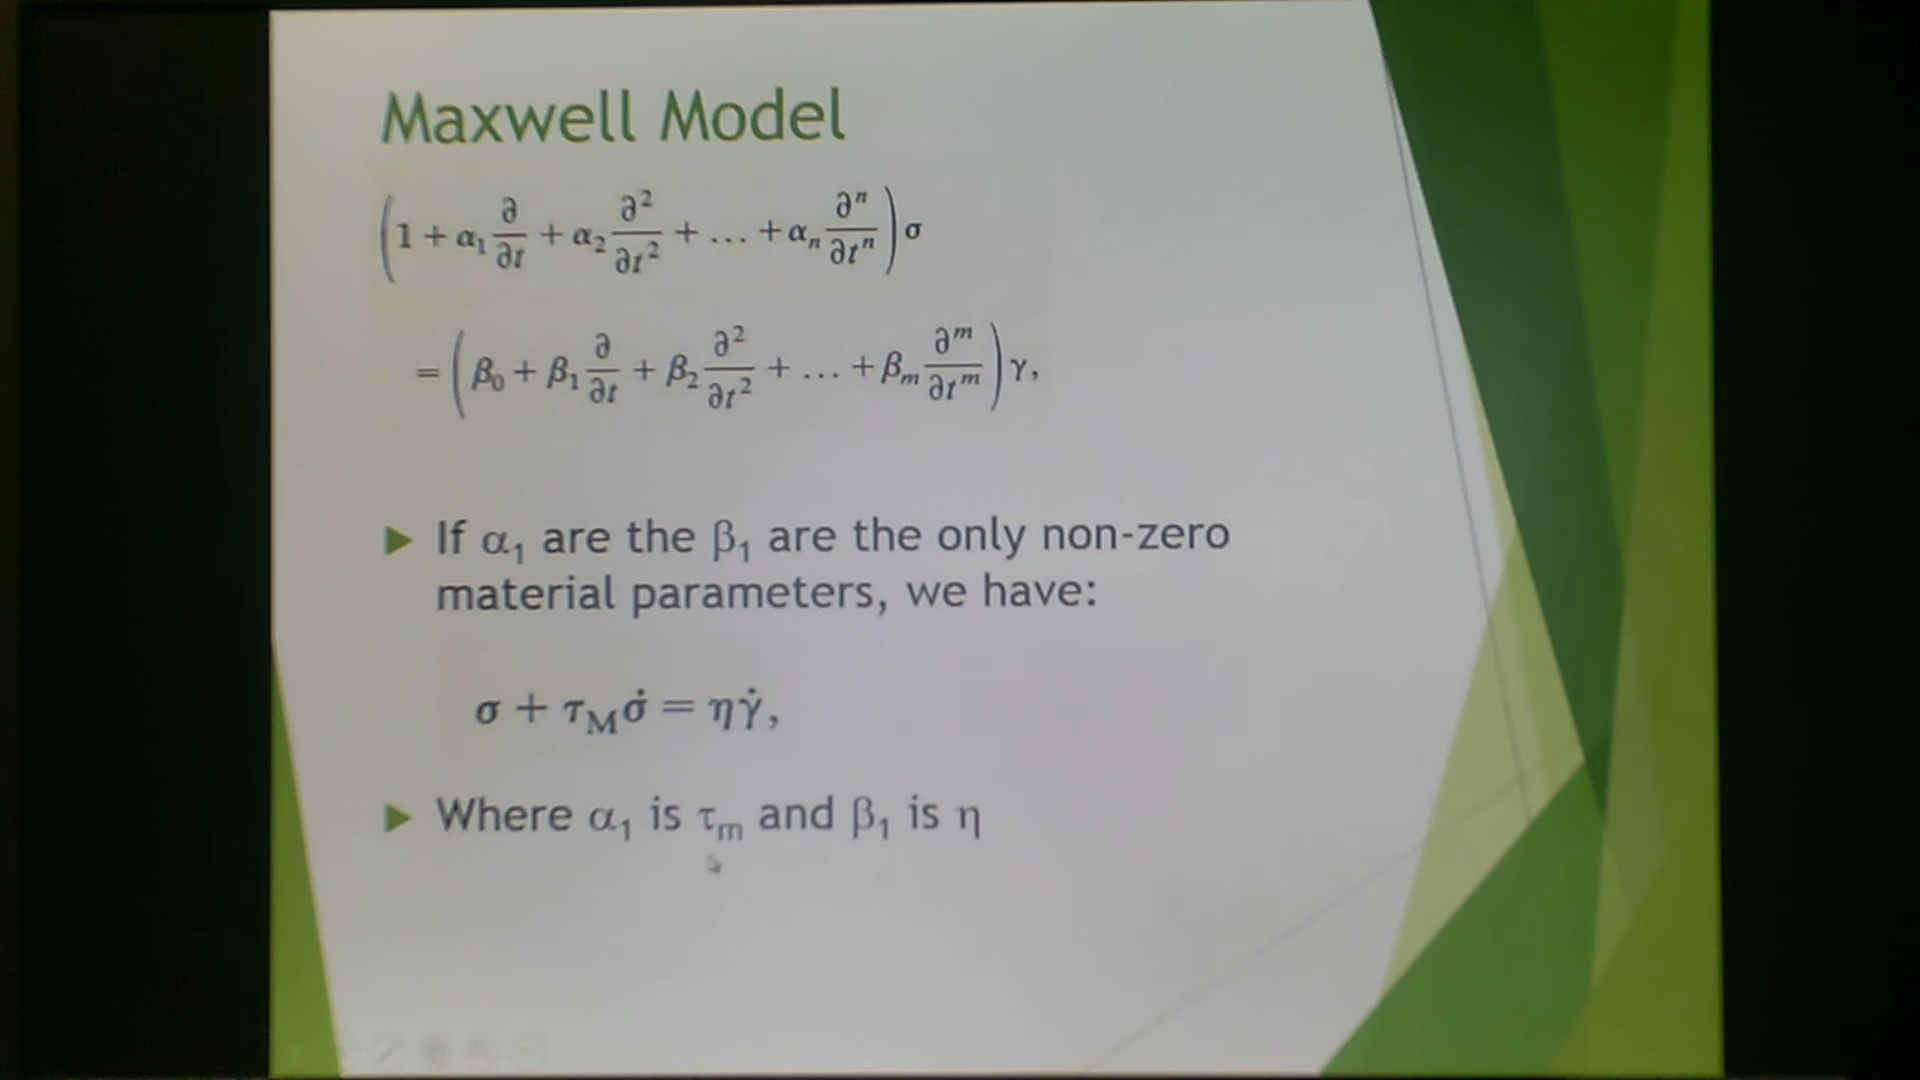 Maxwell Model
(1 + α₁ ∂/∂t + α₂ ∂²/∂t² + ... + αₙ ∂ⁿ/∂tⁿ) σ
= (β₀ + β₁ ∂/∂t + β₂ ∂²/∂t² + ... + βₘ ∂ᵐ/∂tᵐ) γ,
If α₁ are the β₁ are the only non-zero
material parameters, we have:
σ + τ_M σ̇ = ηγ̇,
Where α₁ is τₘ and β₁ is η